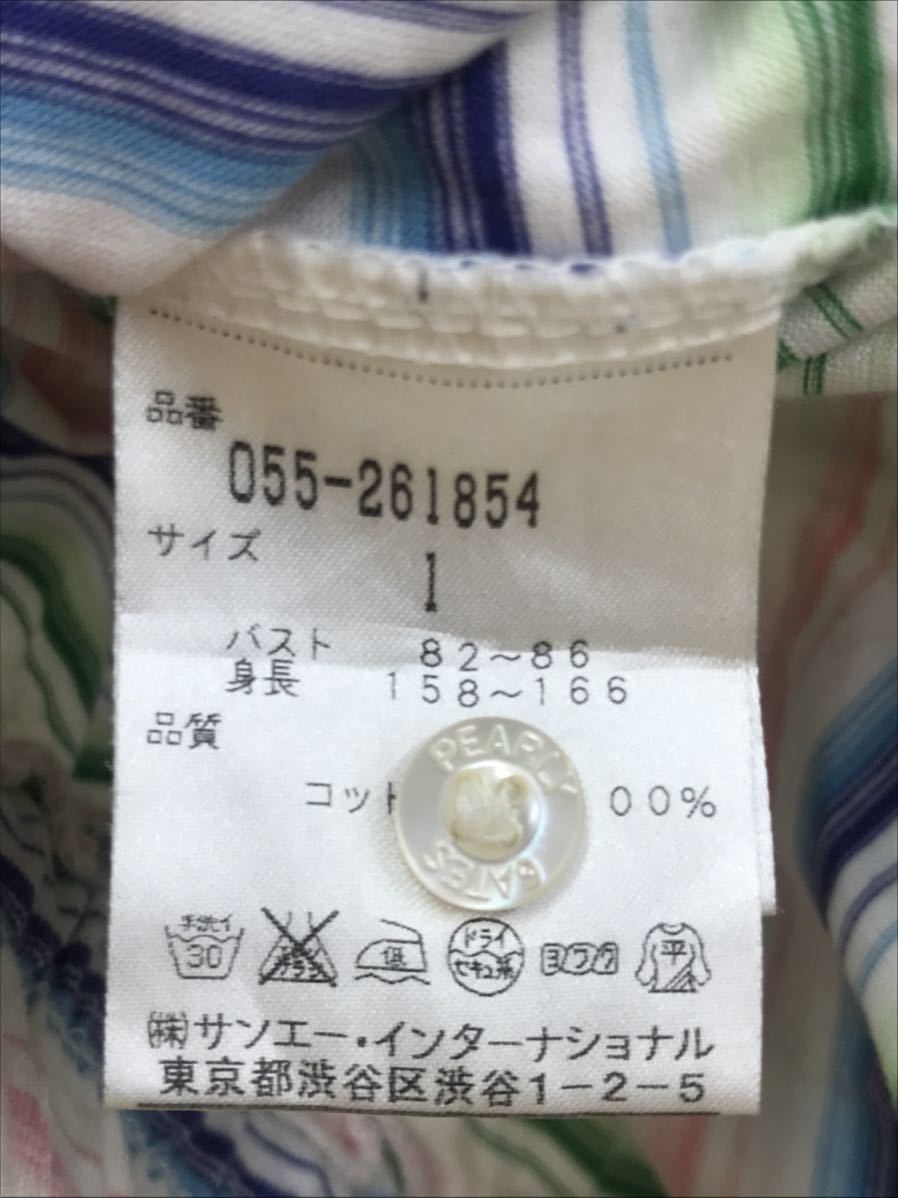 品番
055-261854
サイズ
1
バスト 82~86
身長 158~166
品質
PEARLY
GATES
コット 00%
手洗イ
30
低
ドライ
セキユ系
ヨワク
平
㈱サンエー・インターナショナル
東京都渋谷区渋谷1-2-5